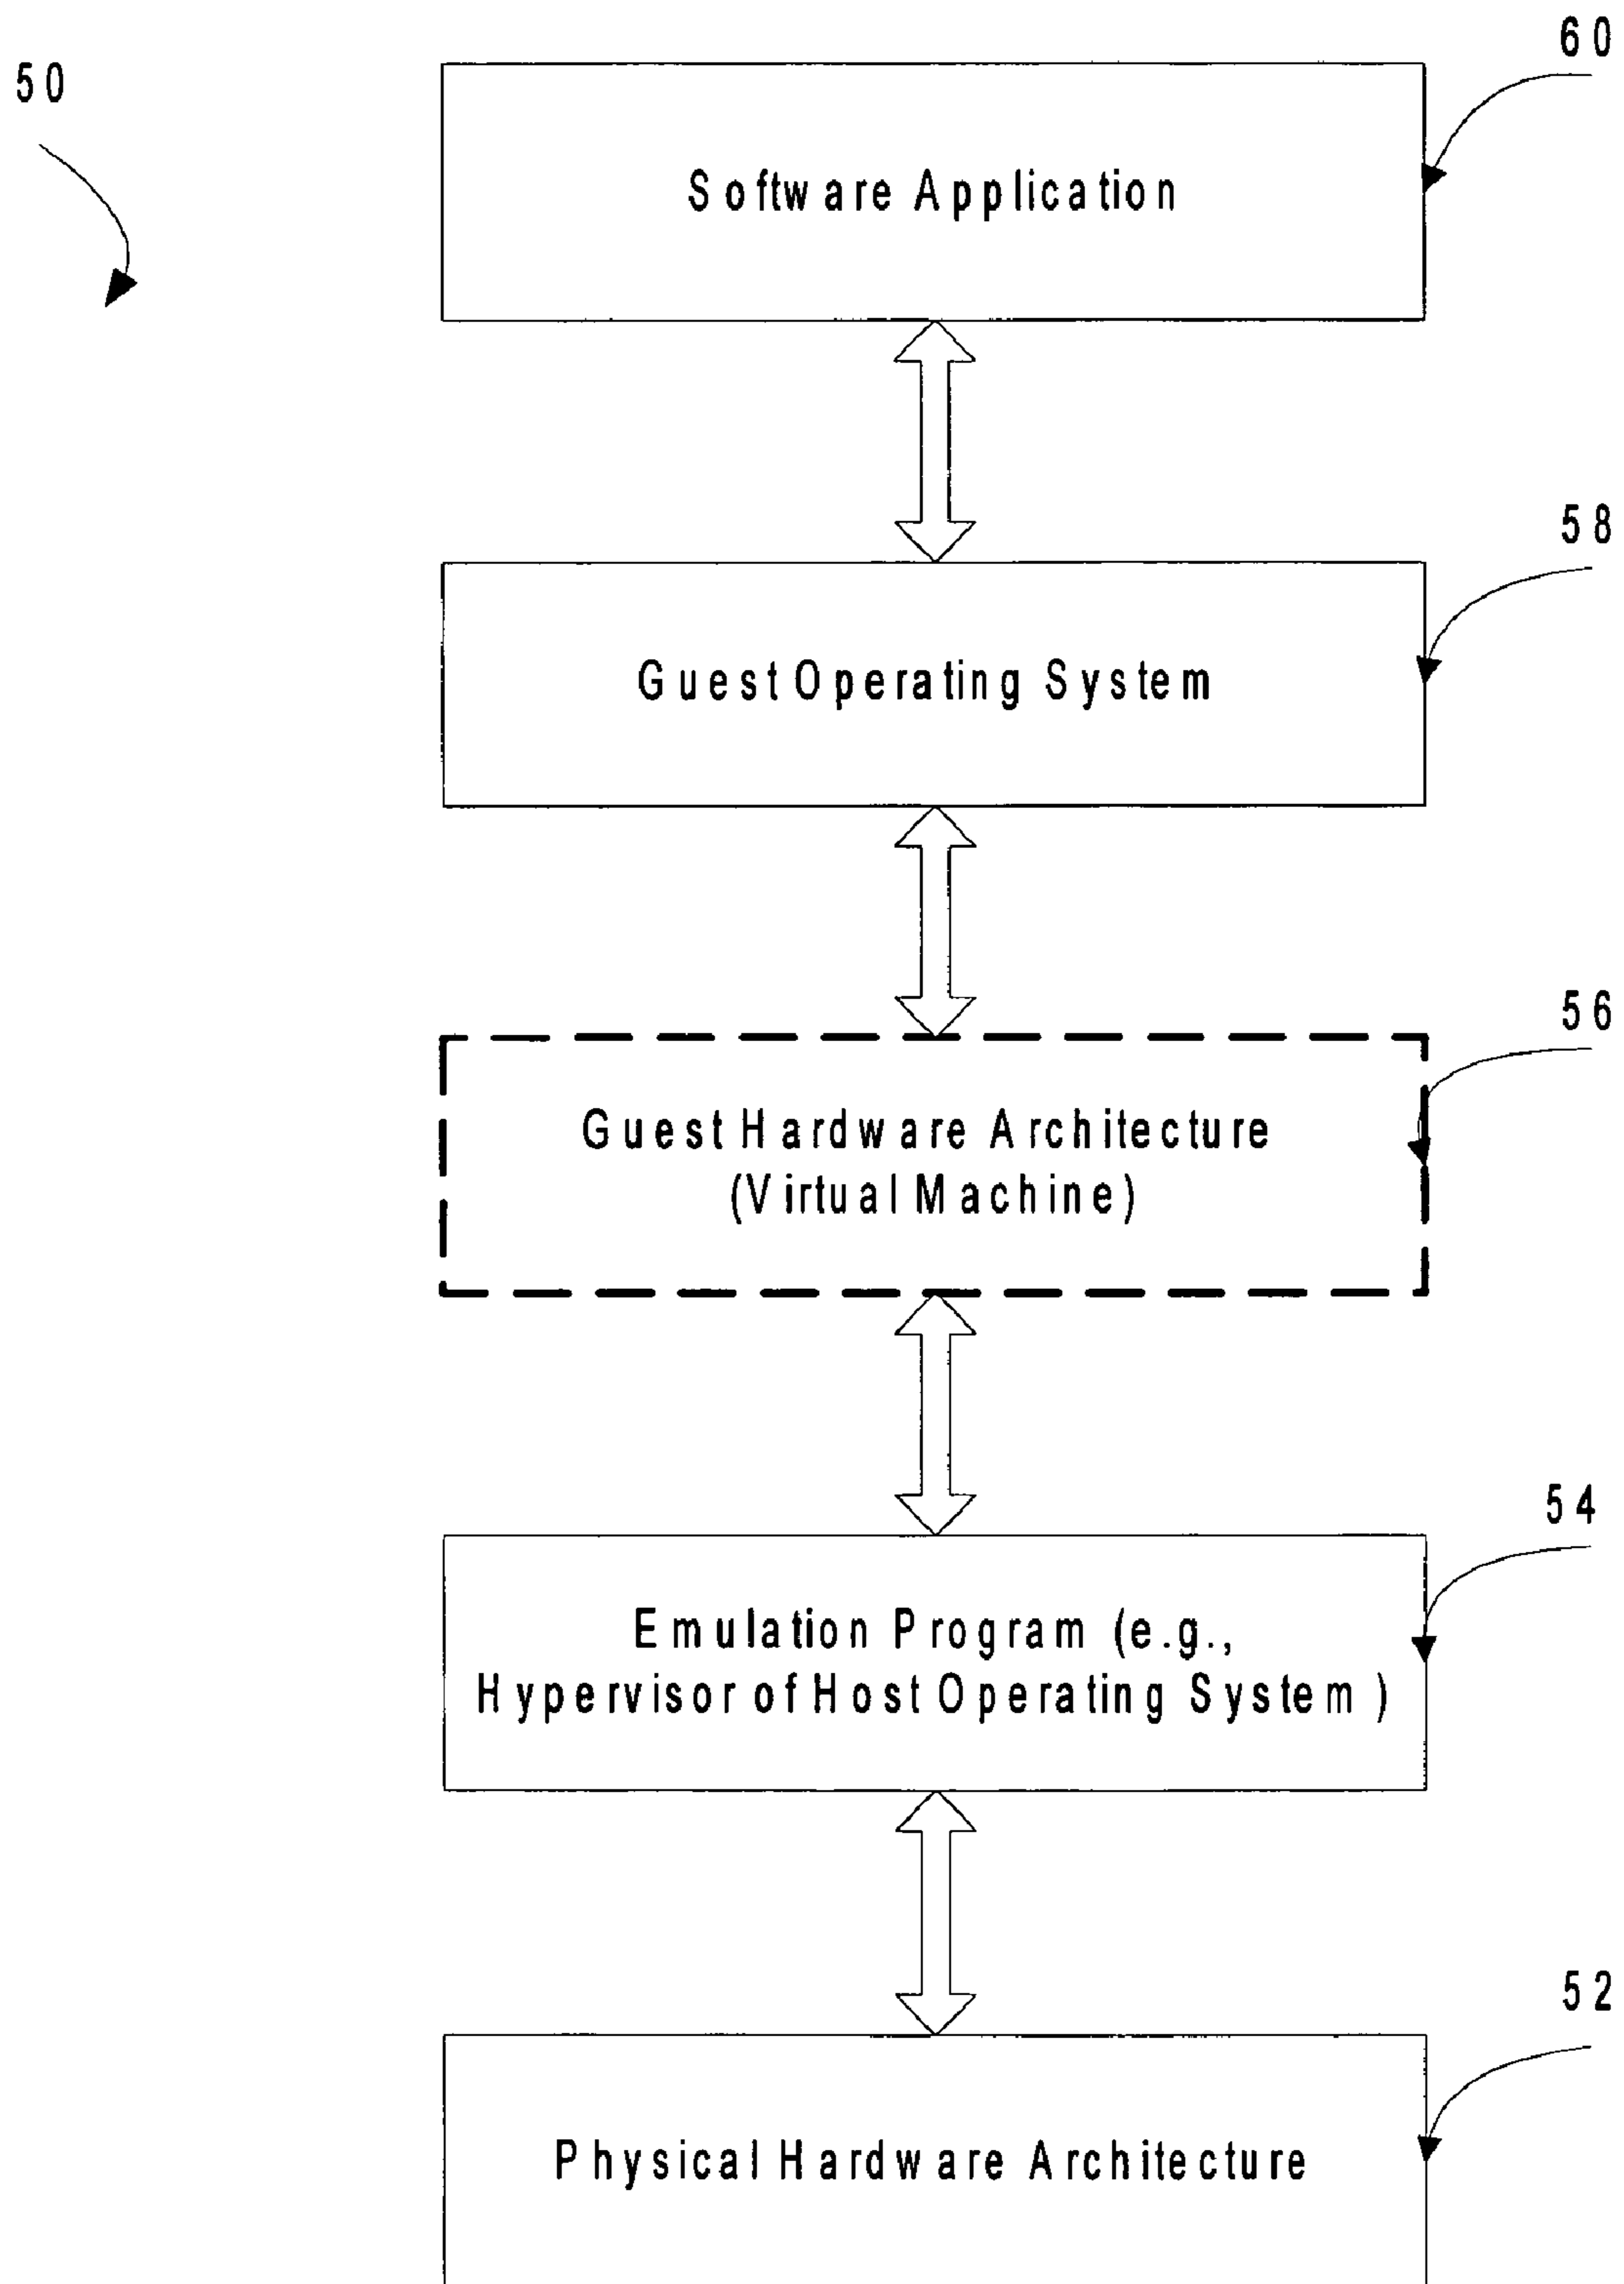 60
50
Software Application
58
Guest Operating System
56
Guest Hardware Architecture
(Virtual Machine)
54
Emulation Program (e.g.,
Hypervisor of Host Operating System)
52
Physical Hardware Architecture